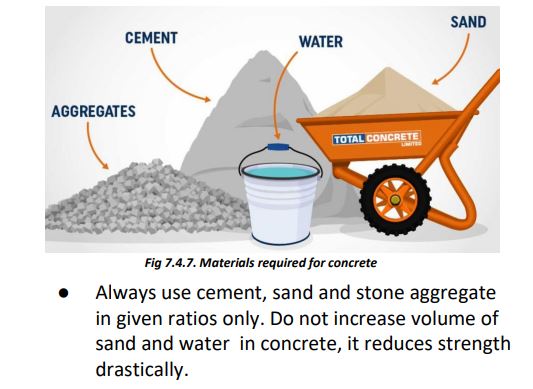 SAND
CEMENT
WATER
AGGREGATES
TOTAL CONCRETE
LIMITED
Fig 7.4.7. Materials required for concrete
● Always use cement, sand and stone aggregate
in given ratios only. Do not increase volume of
sand and water in concrete, it reduces strength
drastically.